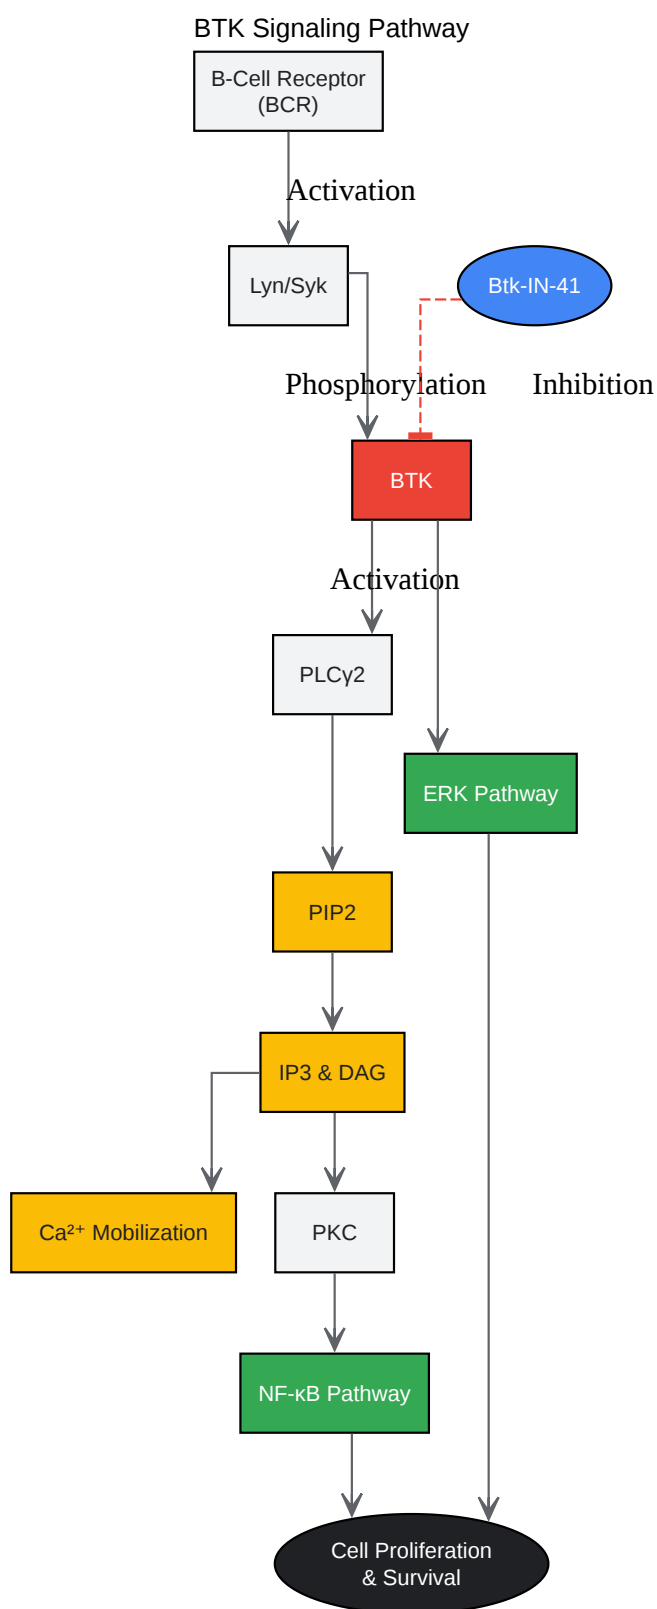 BTK Signaling Pathway
B-Cell Receptor
(BCR)
Activation
Lyn/Syk
Btk-IN-41
Phosphorylation
Inhibition
BTK
Activation
PLCγ2
ERK Pathway
PIP2
IP3 & DAG
Ca²⁺ Mobilization
PKC
NF-κB Pathway
Cell Proliferation
& Survival